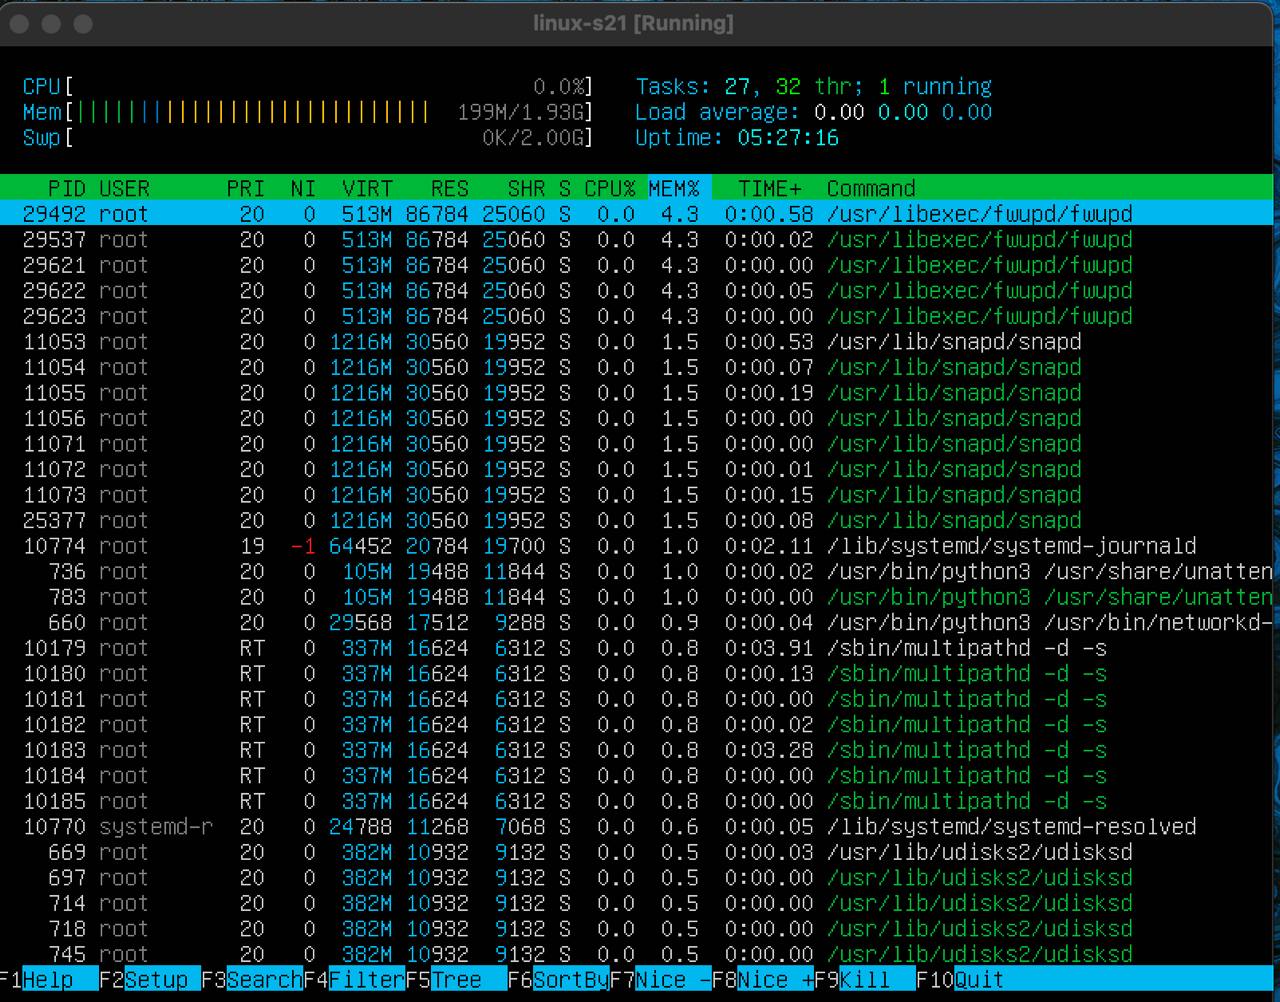 linux-s21 [Running]
CPU[ 0.0%] Tasks: 27, 32 thr; 1 running
Mem[||||||||||||||||||||||||||||| 199M/1.93G] Load average: 0.00 0.00 0.00
Swp[ 0K/2.00G] Uptime: 05:27:16
PID USER PRI NI VIRT RES SHR S CPU% MEM% TIME+ Command
29492 root 20 0 513M 86784 25060 S 0.0 4.3 0:00.58 /usr/libexec/fwupd/fwupd
29537 root 20 0 513M 86784 25060 S 0.0 4.3 0:00.02 /usr/libexec/fwupd/fwupd
29621 root 20 0 513M 86784 25060 S 0.0 4.3 0:00.00 /usr/libexec/fwupd/fwupd
29622 root 20 0 513M 86784 25060 S 0.0 4.3 0:00.05 /usr/libexec/fwupd/fwupd
29623 root 20 0 513M 86784 25060 S 0.0 4.3 0:00.00 /usr/libexec/fwupd/fwupd
11053 root 20 0 1216M 30560 19952 S 0.0 1.5 0:00.53 /usr/lib/snapd/snapd
11054 root 20 0 1216M 30560 19952 S 0.0 1.5 0:00.07 /usr/lib/snapd/snapd
11055 root 20 0 1216M 30560 19952 S 0.0 1.5 0:00.19 /usr/lib/snapd/snapd
11056 root 20 0 1216M 30560 19952 S 0.0 1.5 0:00.00 /usr/lib/snapd/snapd
11071 root 20 0 1216M 30560 19952 S 0.0 1.5 0:00.00 /usr/lib/snapd/snapd
11072 root 20 0 1216M 30560 19952 S 0.0 1.5 0:00.01 /usr/lib/snapd/snapd
11073 root 20 0 1216M 30560 19952 S 0.0 1.5 0:00.15 /usr/lib/snapd/snapd
25377 root 20 0 1216M 30560 19952 S 0.0 1.5 0:00.08 /usr/lib/snapd/snapd
10774 root 19 -1 64452 20784 19700 S 0.0 1.0 0:02.11 /lib/systemd/systemd-journald
736 root 20 0 105M 19488 11844 S 0.0 1.0 0:00.02 /usr/bin/python3 /usr/share/unatten
783 root 20 0 105M 19488 11844 S 0.0 1.0 0:00.00 /usr/bin/python3 /usr/share/unatten
660 root 20 0 29568 17512 9288 S 0.0 0.9 0:00.04 /usr/bin/python3 /usr/bin/networkd-
10179 root RT 0 337M 16624 6312 S 0.0 0.8 0:03.91 /sbin/multipathd -d -s
10180 root RT 0 337M 16624 6312 S 0.0 0.8 0:00.13 /sbin/multipathd -d -s
10181 root RT 0 337M 16624 6312 S 0.0 0.8 0:00.00 /sbin/multipathd -d -s
10182 root RT 0 337M 16624 6312 S 0.0 0.8 0:00.02 /sbin/multipathd -d -s
10183 root RT 0 337M 16624 6312 S 0.0 0.8 0:03.28 /sbin/multipathd -d -s
10184 root RT 0 337M 16624 6312 S 0.0 0.8 0:00.00 /sbin/multipathd -d -s
10185 root RT 0 337M 16624 6312 S 0.0 0.8 0:00.00 /sbin/multipathd -d -s
10770 systemd-r 20 0 24788 11268 7068 S 0.0 0.6 0:00.05 /lib/systemd/systemd-resolved
669 root 20 0 382M 10932 9132 S 0.0 0.5 0:00.03 /usr/lib/udisks2/udisksd
697 root 20 0 382M 10932 9132 S 0.0 0.5 0:00.00 /usr/lib/udisks2/udisksd
714 root 20 0 382M 10932 9132 S 0.0 0.5 0:00.00 /usr/lib/udisks2/udisksd
718 root 20 0 382M 10932 9132 S 0.0 0.5 0:00.00 /usr/lib/udisks2/udisksd
745 root 20 0 382M 10932 9132 S 0.0 0.5 0:00.00 /usr/lib/udisks2/udisksd
F1Help F2Setup F3SearchF4FilterF5Tree F6SortByF7Nice -F8Nice +F9Kill F10Quit